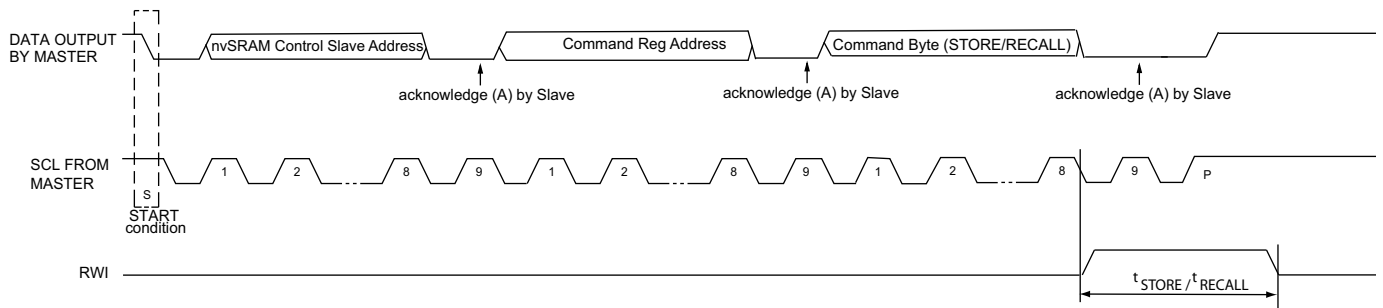 DATA OUTPUT
BY MASTER
nvSRAM Control Slave Address
Command Reg Address
Command Byte (STORE/RECALL)
acknowledge (A) by Slave
acknowledge (A) by Slave
acknowledge (A) by Slave
SCL FROM
MASTER
S
1 2 8 9 1 2 8 9 1 2 8 9 P
START
condition
RWI
t STORE / t RECALL